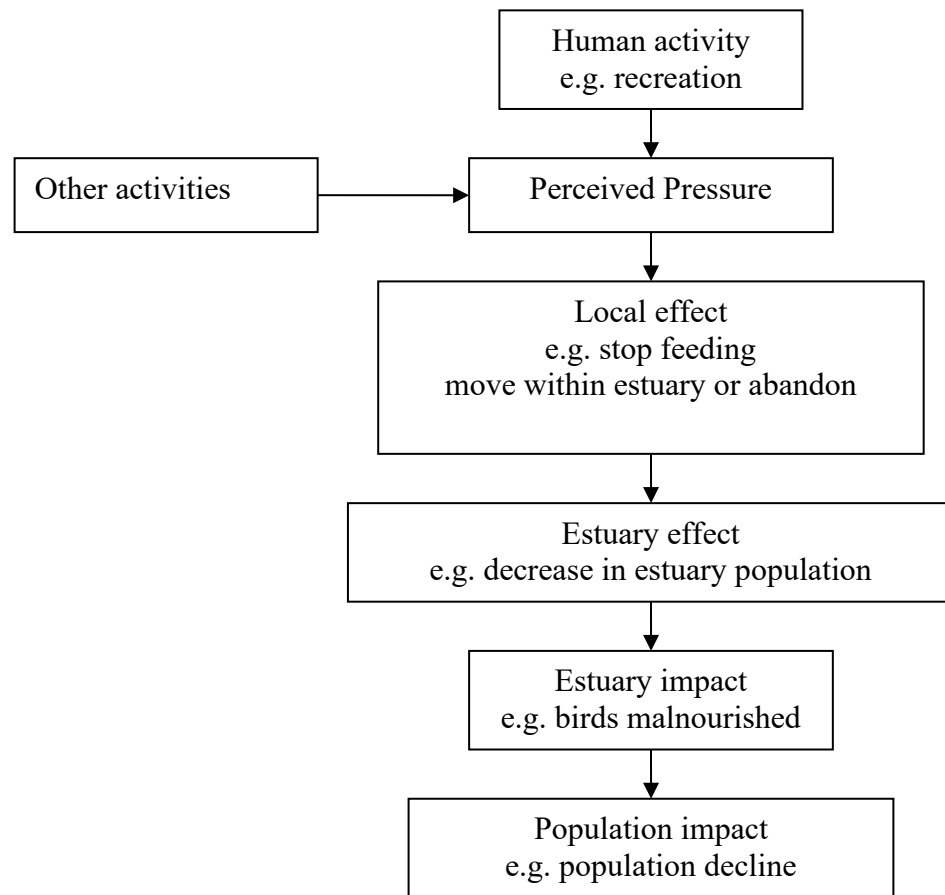 Human activity
e.g. recreation
Other activities
Perceived Pressure
Local effect
e.g. stop feeding
move within estuary or abandon
Estuary effect
e.g. decrease in estuary population
Estuary impact
e.g. birds malnourished
Population impact
e.g. population decline